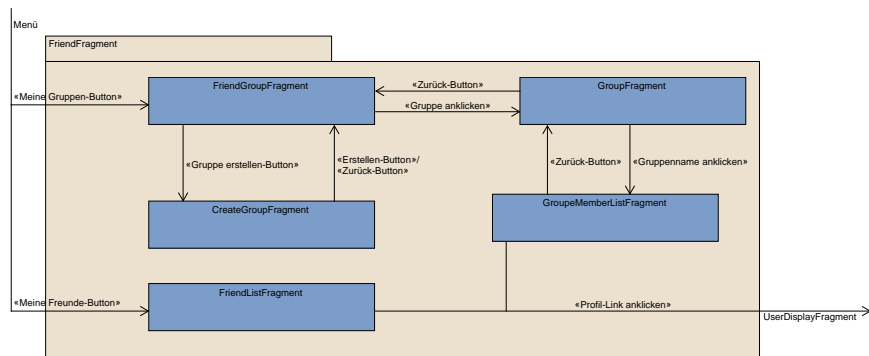 Menü
FriendFragment
FriendGroupFragment
«Zurück-Button»
GroupFragment
«Meine Gruppen-Button»
«Gruppe anklicken»
«Gruppe erstellen-Button»
«Erstellen-Button»/
«Zurück-Button»
«Zurück-Button»
«Gruppenname anklicken»
CreateGroupFragment
GroupeMemberListFragment
FriendListFragment
«Meine Freunde-Button»
«Profil-Link anklicken»
UserDisplayFragment